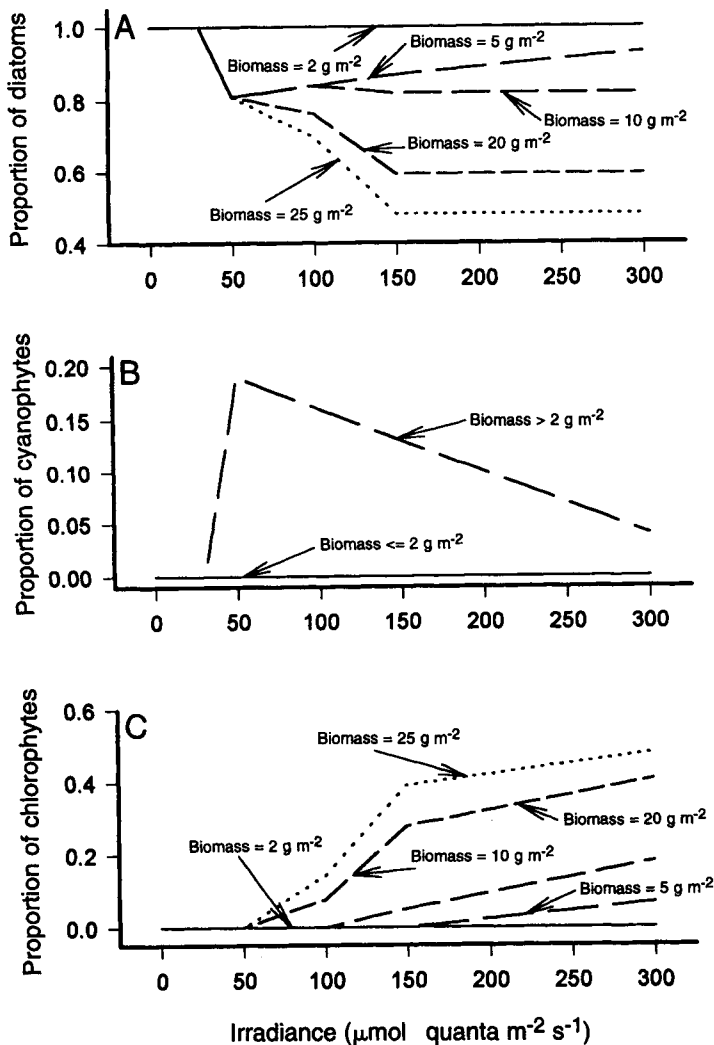 A
Proportion of diatoms
1.0
0.8
0.6
0.4
Biomass = 5 g m-2
Biomass = 2 g m-2
Biomass = 10 g m-2
Biomass = 20 g m-2
Biomass = 25 g m-2
0 50 100 150 200 250 300
B
Proportion of cyanophytes
0.20
0.15
0.10
0.05
0.00
Biomass > 2 g m-2
Biomass <= 2 g m-2
0 50 100 150 200 250 300
C
Proportion of chlorophytes
0.6
0.4
0.2
0.0
Biomass = 25 g m-2
Biomass = 20 g m-2
Biomass = 2 g m-2
Biomass = 10 g m-2
Biomass = 5 g m-2
0 50 100 150 200 250 300
Irradiance (μmol quanta m-2 s-1)